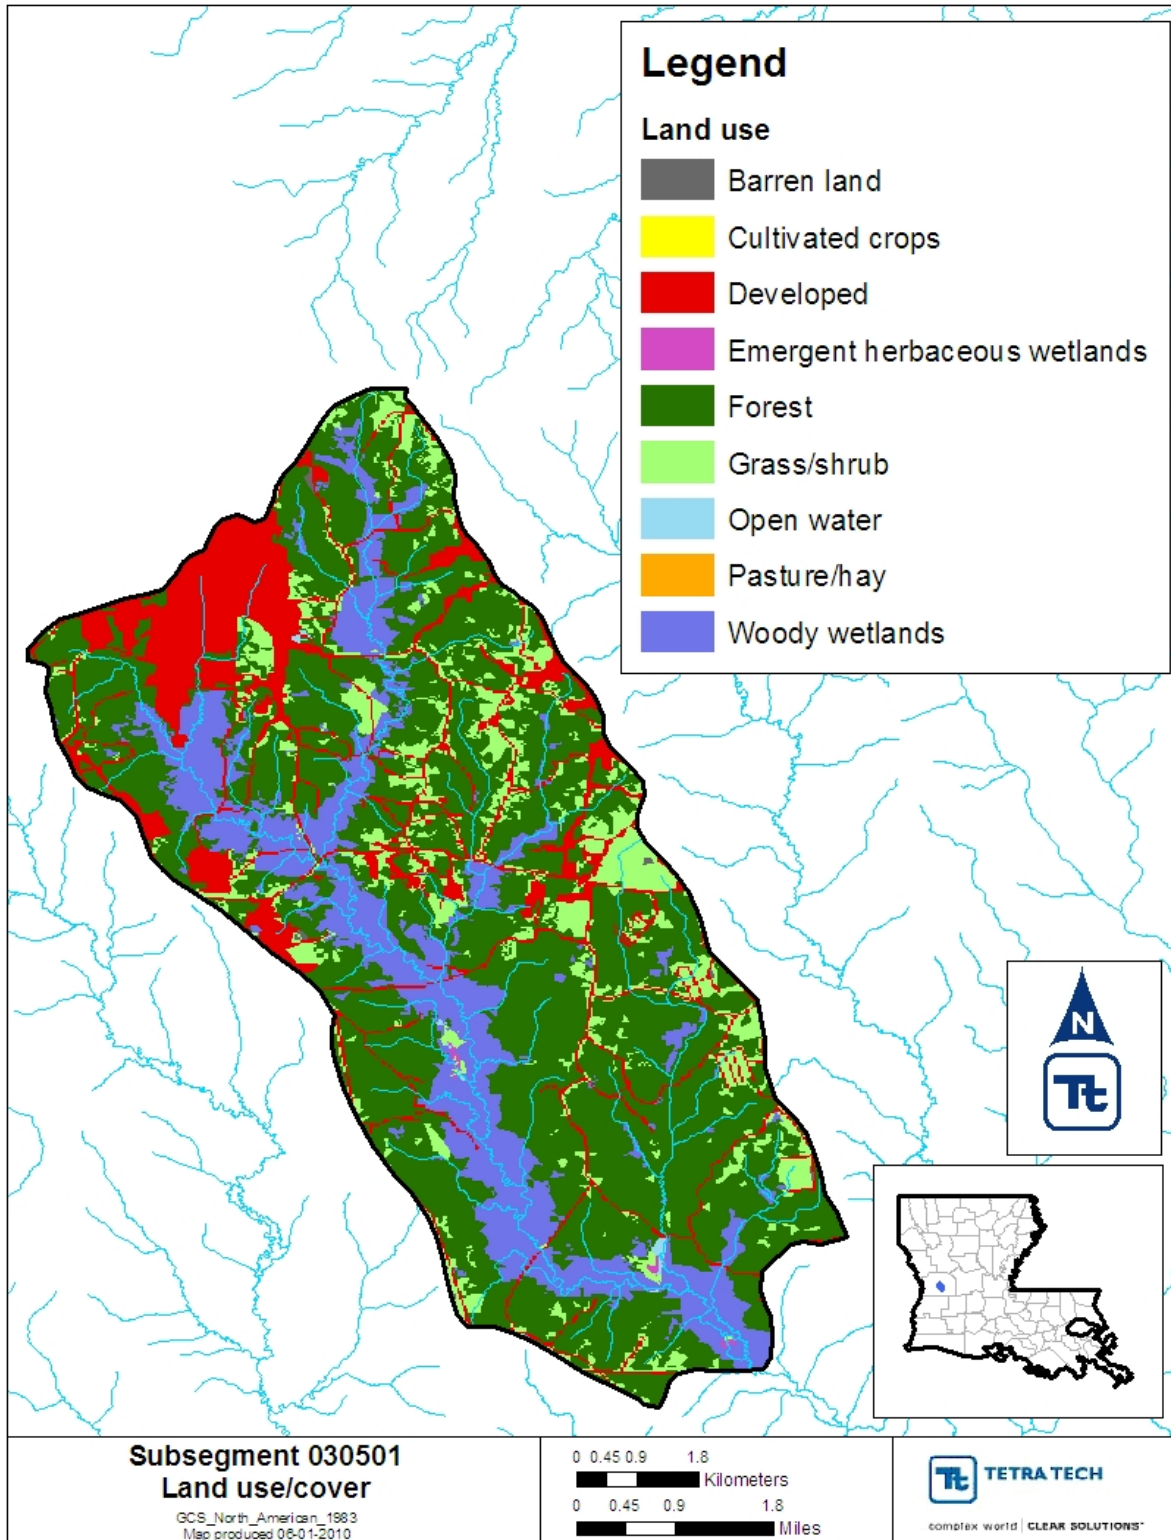 Legend
Land use
Barren land
Cultivated crops
Developed
Emergent herbaceous wetlands
Forest
Grass/shrub
Open water
Pasture/hay
Woody wetlands
N
Tt
Subsegment 030501
Land use/cover
GCS_North_American_1983
Map produced 06-01-2010
0 0.45 0.9 1.8
Kilometers
0 0.45 0.9 1.8
Miles
Tt TETRA TECH
complex world | CLEAR SOLUTIONS™